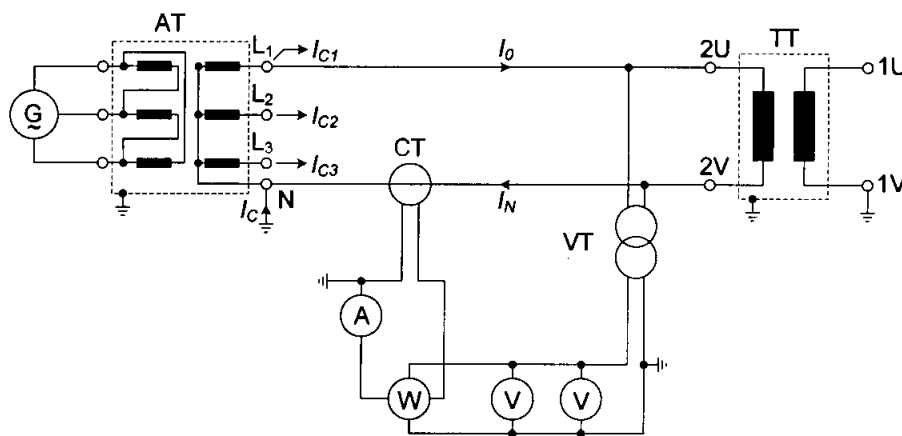 AT
TT
L1
IC1
I0
2U
1U
G
~
L2
IC2
L3
IC3
CT
N
IC
IN
2V
1V
VT
A
W
V
V